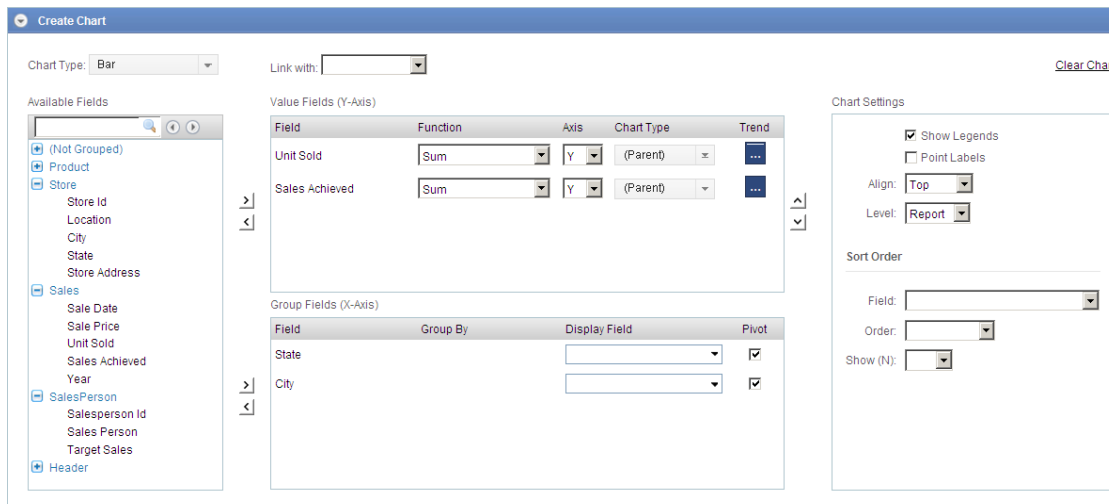 Create Chart
Chart Type: Bar
Link with:
Clear Char
Available Fields
(Not Grouped)
Product
Store
Store Id
Location
City
State
Store Address
Sales
Sale Date
Sale Price
Unit Sold
Sales Achieved
Year
SalesPerson
Salesperson Id
Sales Person
Target Sales
Header
Value Fields (Y-Axis)
Field Function Axis Chart Type Trend
Unit Sold Sum Y (Parent) ...
Sales Achieved Sum Y (Parent) ...
Group Fields (X-Axis)
Field Group By Display Field Pivot
State
City
Chart Settings
Show Legends
Point Labels
Align: Top
Level: Report
Sort Order
Field:
Order:
Show (N):